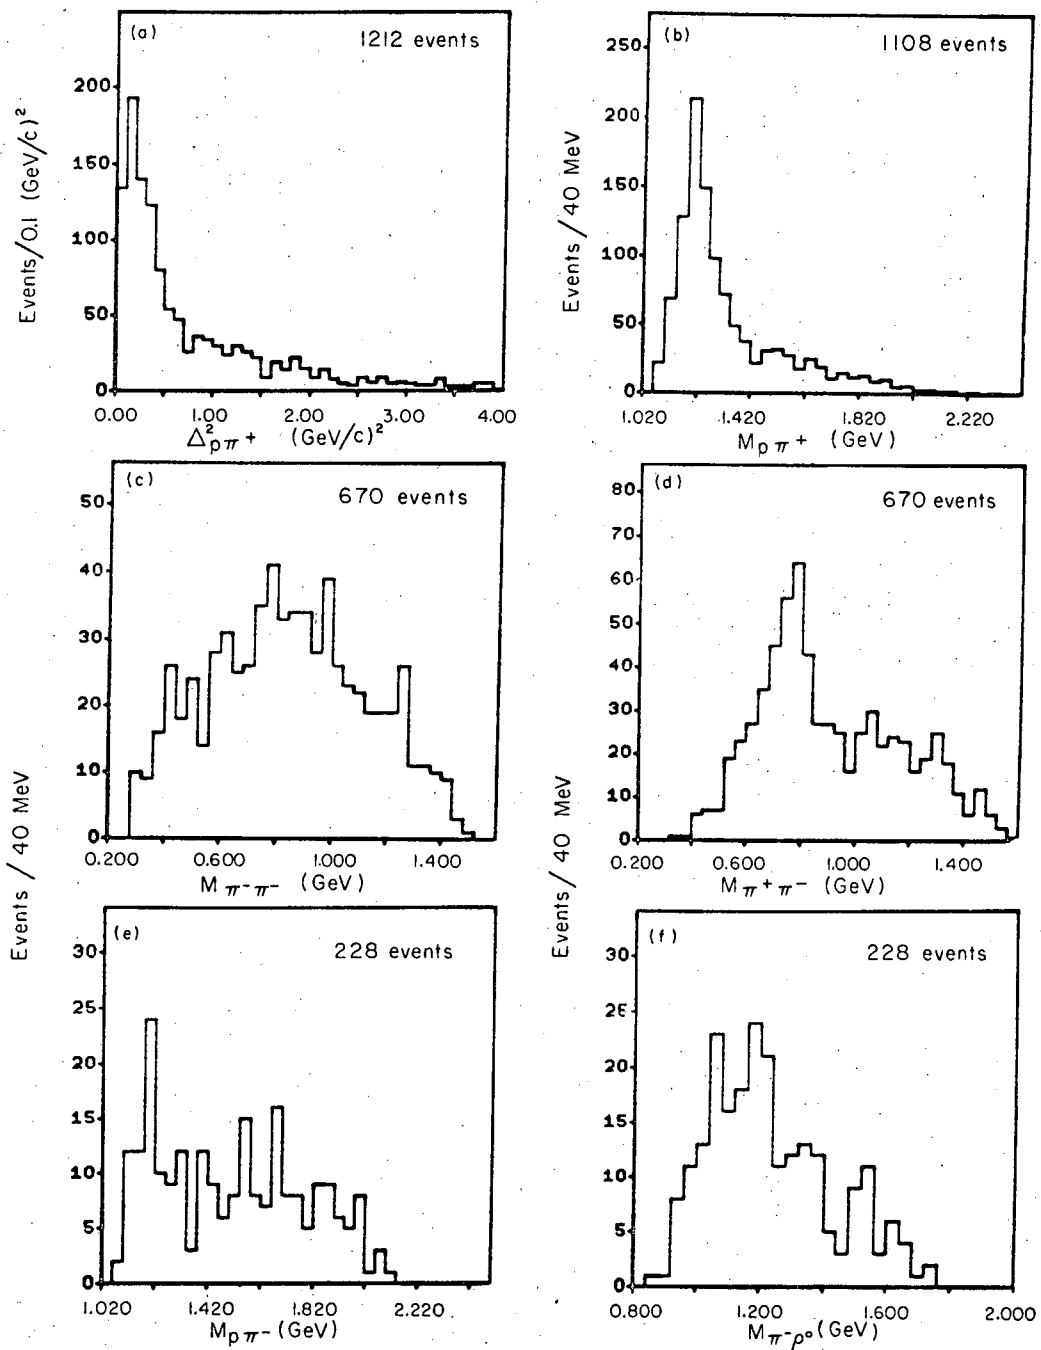 (a)
1212 events
200
150
100
50
0
0.00 1.00 2.00 3.00 4.00
Δ²pπ+ (GeV/c)²
Events/0.1 (GeV/c)²
(b)
1108 events
250
200
150
100
50
0
1.020 1.420 1.820 2.220
Mpπ+ (GeV)
Events / 40 MeV
(c)
670 events
50
40
30
20
10
0
0.200 0.600 1.000 1.400
Mπ-π- (GeV)
(d)
670 events
80
70
60
50
40
30
20
10
0
0.200 0.600 1.000 1.400
Mπ+π- (GeV)
Events / 40 MeV
Events / 40 MeV
(e)
228 events
30
25
20
15
10
5
0
1.020 1.420 1.820 2.220
Mpπ- (GeV)
(f)
228 events
30
25
20
15
10
5
0
0.800 1.200 1.600 2.000
Mπ-ρ° (GeV)